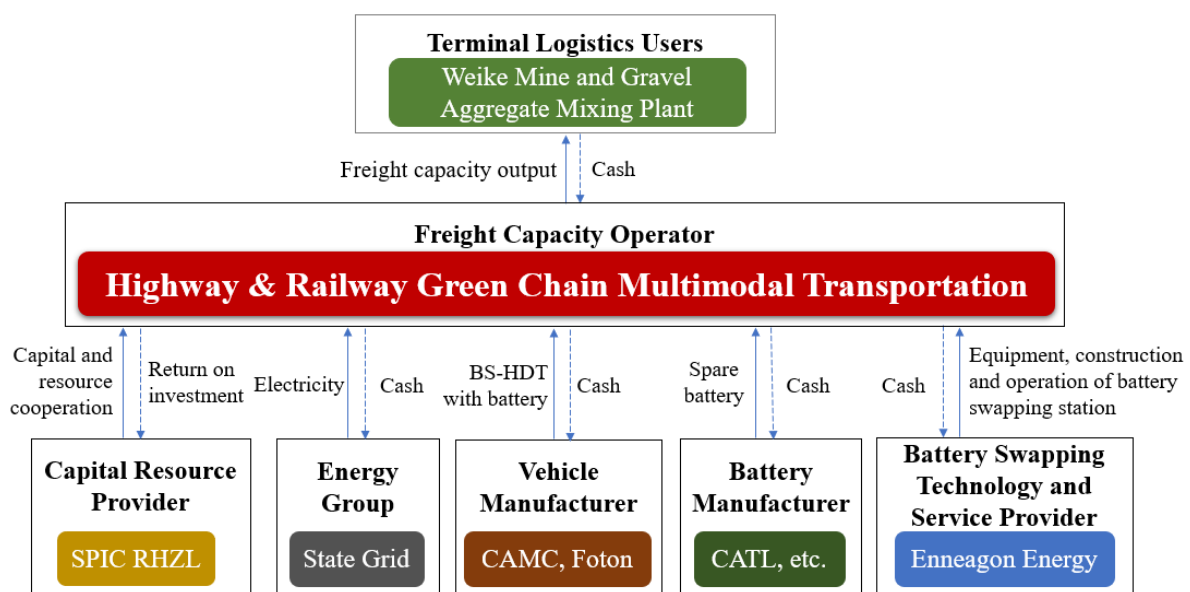 Terminal Logistics Users
Weike Mine and Gravel
Aggregate Mixing Plant
Freight capacity output
Cash
Freight Capacity Operator
Highway & Railway Green Chain Multimodal Transportation
Capital and
resource
cooperation
Return on
investment
Electricity
Cash
BS-HDT
with battery
Cash
Spare
battery
Cash
Cash
Equipment, construction
and operation of battery
swapping station
Capital Resource
Provider
SPIC RHZL
Energy
Group
State Grid
Vehicle
Manufacturer
CAMC, Foton
Battery
Manufacturer
CATL, etc.
Battery Swapping
Technology and
Service Provider
Enneagon Energy